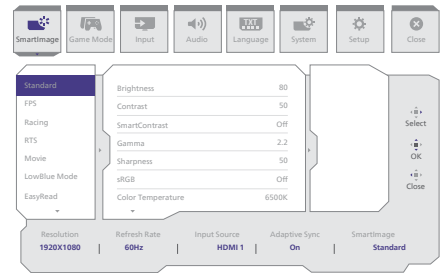 SmartImage
Game Mode
Input
Audio
TXT
Language
System
Setup
Close
Standard
FPS
Racing
RTS
Movie
LowBlue Mode
EasyRead
Brightness 80
Contrast 50
SmartContrast Off
Gamma 2.2
Sharpness 50
sRGB Off
Color Temperature 6500K
Select
OK
Close
Resolution Refresh Rate Input Source Adaptive Sync SmartImage
1920X1080 | 60Hz | HDMI 1 | On | Standard